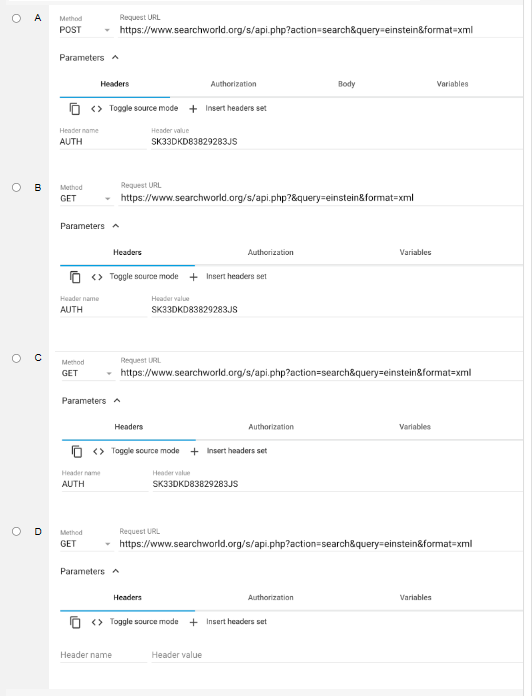 A
Method Request URL
POST https://www.searchworld.org/s/api.php?action=search&query=einstein&format=xml
Parameters
Headers Authorization Body Variables
<> Toggle source mode + Insert headers set
Header name Header value
AUTH SK33DKD83829283JS
B
Method Request URL
GET https://www.searchworld.org/s/api.php?&query=einstein&format=xml
Parameters
Headers Authorization Variables
<> Toggle source mode + Insert headers set
Header name Header value
AUTH SK33DKD83829283JS
C
Method Request URL
GET https://www.searchworld.org/s/api.php?action=search&query=einstein&format=xml
Parameters
Headers Authorization Variables
<> Toggle source mode + Insert headers set
Header name Header value
AUTH SK33DKD83829283JS
D
Method Request URL
GET https://www.searchworld.org/s/api.php?action=search&query=einstein&format=xml
Parameters
Headers Authorization Variables
<> Toggle source mode + Insert headers set
Header name Header value